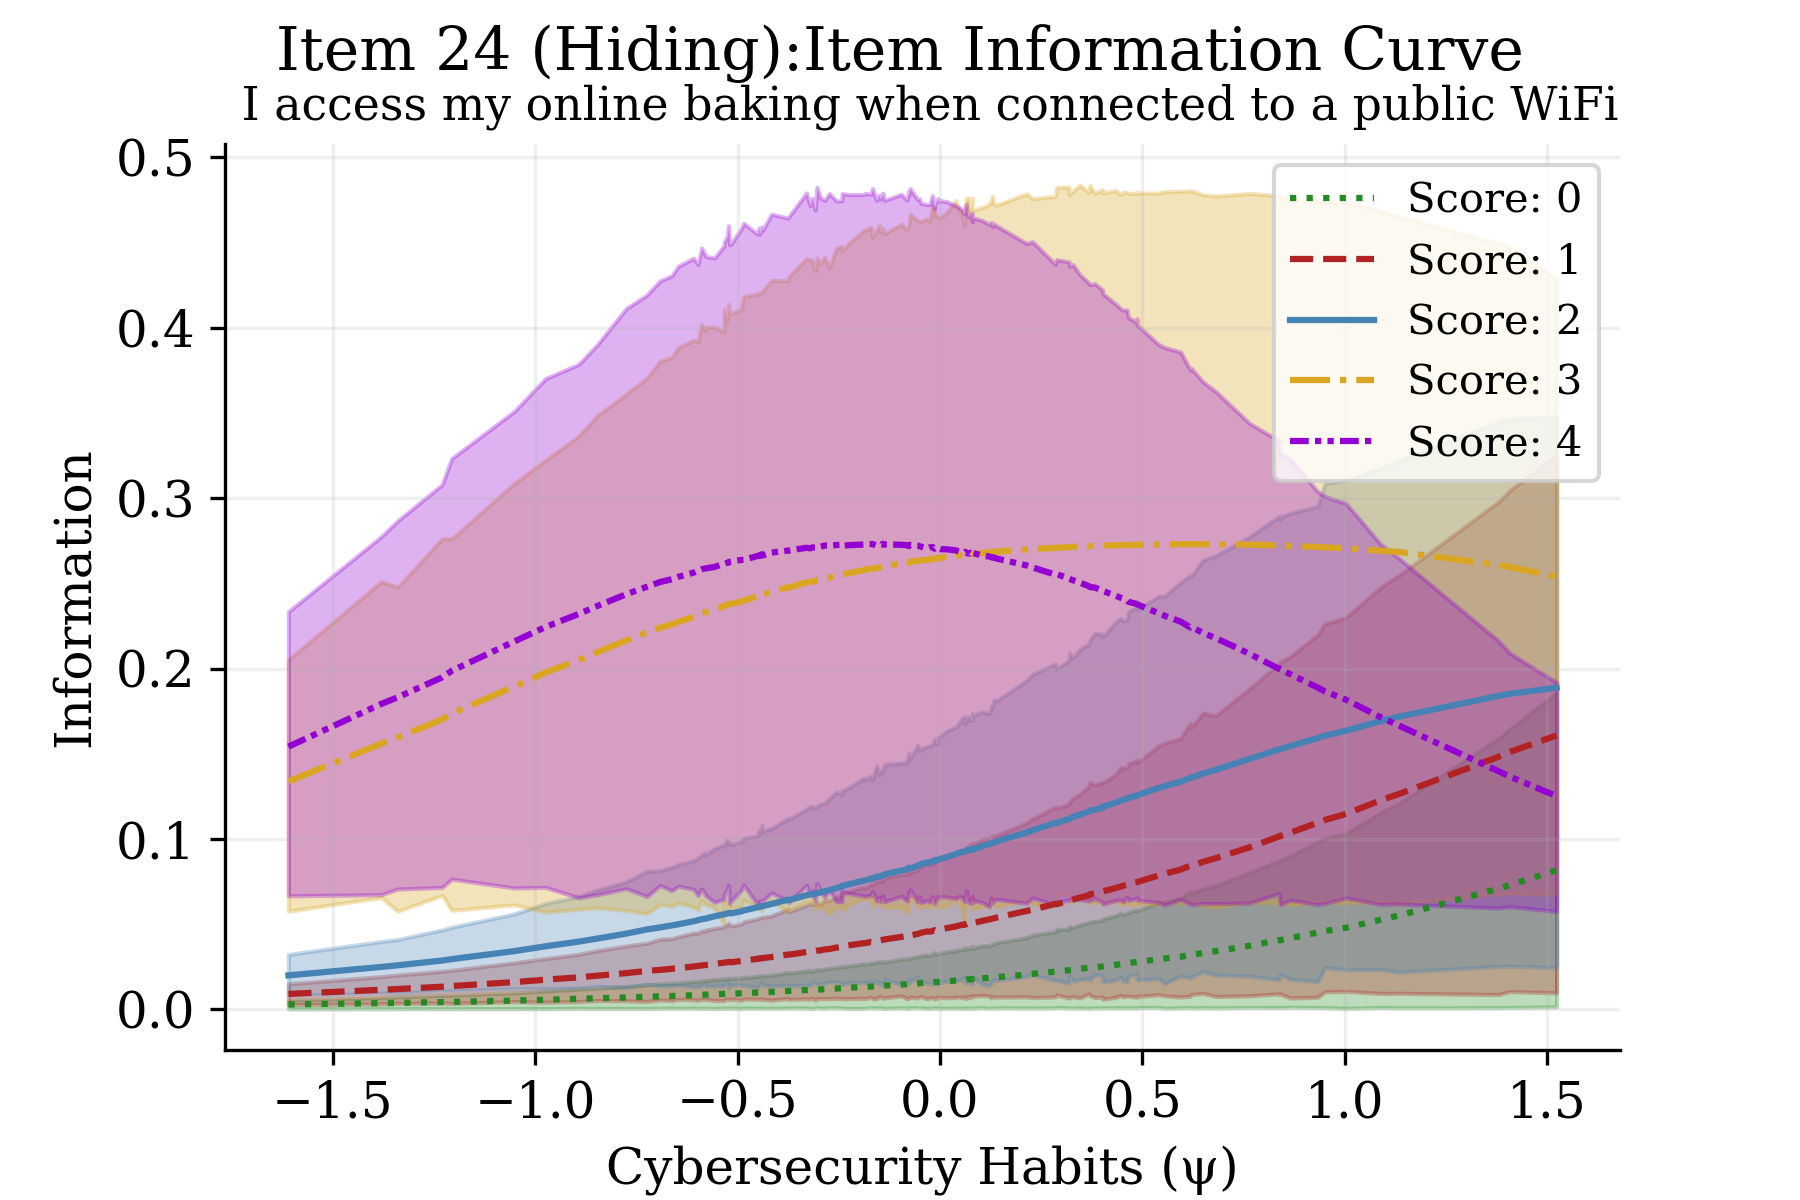 Item 24 (Hiding):Item Information Curve
I access my online baking when connected to a public WiFi
0.5
0.4
0.3
0.2
0.1
0.0
Information
Score: 0
Score: 1
Score: 2
Score: 3
Score: 4
−1.5
−1.0
−0.5
0.0
0.5
1.0
1.5
Cybersecurity Habits (ψ)